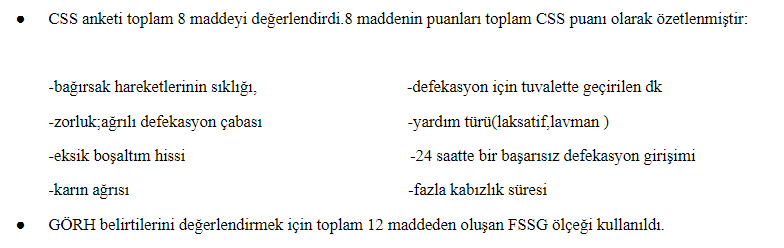 ● CSS anketi toplam 8 maddeyi değerlendirdi.8 maddenin puanları toplam CSS puanı olarak özetlenmiştir:
-bağırsak hareketlerinin sıklığı, -defekasyon için tuvalette geçirilen dk
-zorluk;ağrılı defekasyon çabası -yardım türü(laksatif,lavman )
-eksik boşaltım hissi -24 saatte bir başarısız defekasyon girişimi
-karın ağrısı -fazla kabızlık süresi
● GÖRH belirtilerini değerlendirmek için toplam 12 maddeden oluşan FSSG ölçeği kullanıldı.